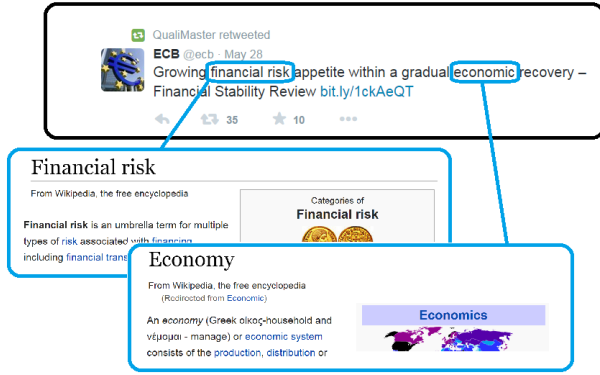 QualiMaster retweeted
ECB @ecb · May 28
Growing financial risk appetite within a gradual economic recovery –
Financial Stability Review bit.ly/1ckAeQT
35 10
Financial risk
From Wikipedia, the free encyclopedia
Financial risk is an umbrella term for multiple
types of risk associated with financing,
including financial trans
Categories of
Financial risk
Economy
From Wikipedia, the free encyclopedia
(Redirected from Economic)
An economy (Greek οίκος-household and
νέμομαι - manage) or economic system
consists of the production, distribution or
Economics